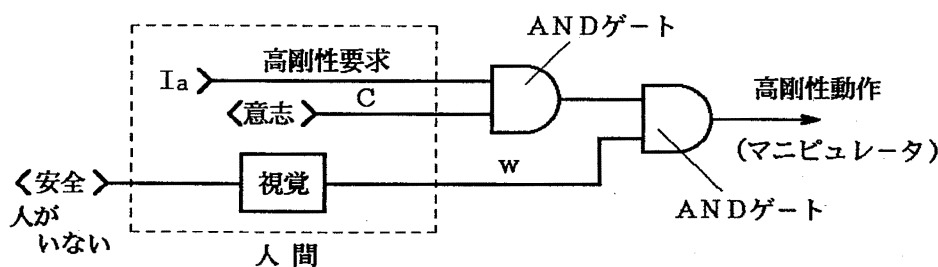 ANDゲート
高剛性要求
Ia
C
〈意志〉
高剛性動作
(マニピュレータ)
〈安全〉
視覚
w
人が
いない
ANDゲート
人間